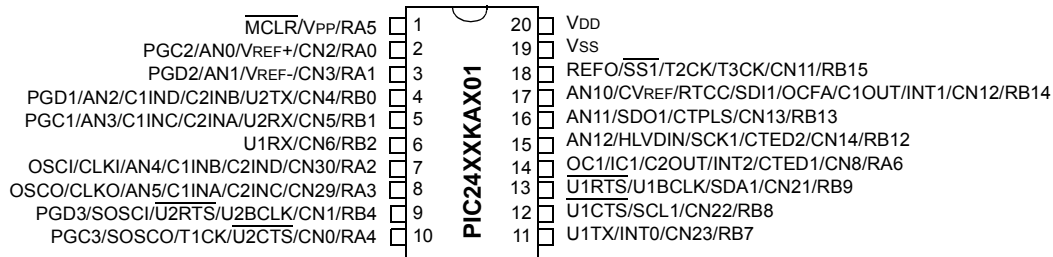 MCLR/VPP/RA5 1 20 VDD
PGC2/AN0/VREF+/CN2/RA0 2 19 VSS
PGD2/AN1/VREF-/CN3/RA1 3 18 REFO/SS1/T2CK/T3CK/CN11/RB15
PGD1/AN2/C1IND/C2INB/U2TX/CN4/RB0 4 17 AN10/CVREF/RTCC/SDI1/OCFA/C1OUT/INT1/CN12/RB14
PGC1/AN3/C1INC/C2INA/U2RX/CN5/RB1 5 16 AN11/SDO1/CTPLS/CN13/RB13
U1RX/CN6/RB2 6 15 AN12/HLVDIN/SCK1/CTED2/CN14/RB12
OSCI/CLKI/AN4/C1INB/C2IND/CN30/RA2 7 14 OC1/IC1/C2OUT/INT2/CTED1/CN8/RA6
OSCO/CLKO/AN5/C1INA/C2INC/CN29/RA3 8 13 U1RTS/U1BCLK/SDA1/CN21/RB9
PGD3/SOSCI/U2RTS/U2BCLK/CN1/RB4 9 12 U1CTS/SCL1/CN22/RB8
PGC3/SOSCO/T1CK/U2CTS/CN0/RA4 10 11 U1TX/INT0/CN23/RB7
PIC24XXKAX01